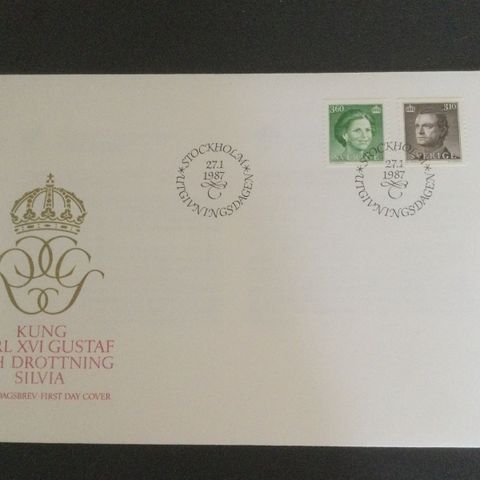 3.60
3.10
SVERIGE
STOCKHOLM
27.1
1987
UTGIVNINGSDAGEN
STOCKHOLM
27.1
1987
UTGIVNINGSDAGEN
KUNG
RL XVI GUSTAF
H DROTTNING
SILVIA
DAGSBREV · FIRST DAY COVER